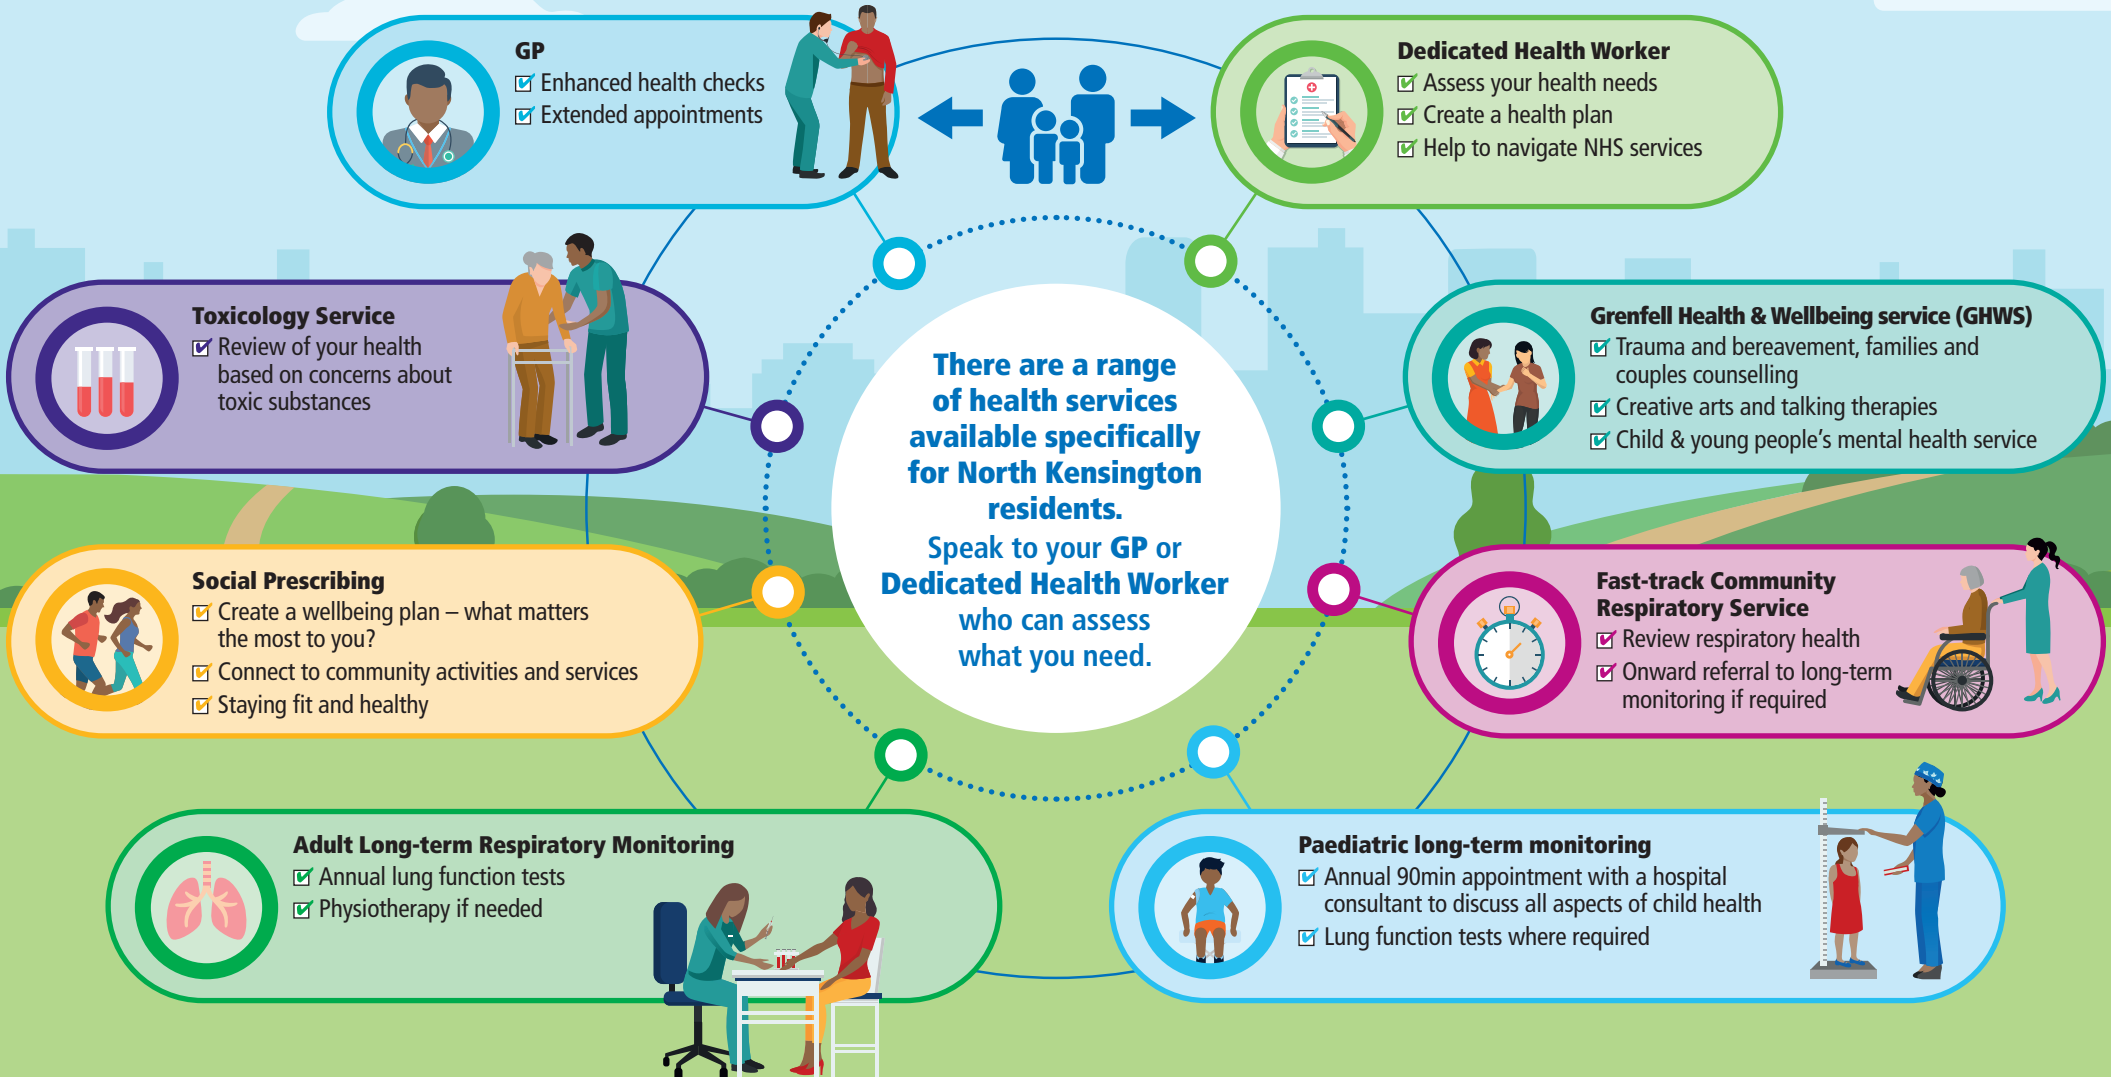 GP
Enhanced health checks
Extended appointments
Dedicated Health Worker
Assess your health needs
Create a health plan
Help to navigate NHS services
Toxicology Service
Review of your health
based on concerns about
toxic substances
There are a range
of health services
available specifically
for North Kensington
residents.
Speak to your GP or
Dedicated Health Worker
who can assess
what you need.
Grenfell Health & Wellbeing service (GHWS)
Trauma and bereavement, families and
couples counselling
Creative arts and talking therapies
Child & young people's mental health service
Social Prescribing
Create a wellbeing plan – what matters
the most to you?
Connect to community activities and services
Staying fit and healthy
Fast-track Community
Respiratory Service
Review respiratory health
Onward referral to long-term
monitoring if required
Adult Long-term Respiratory Monitoring
Annual lung function tests
Physiotherapy if needed
Paediatric long-term monitoring
Annual 90min appointment with a hospital
consultant to discuss all aspects of child health
Lung function tests where required